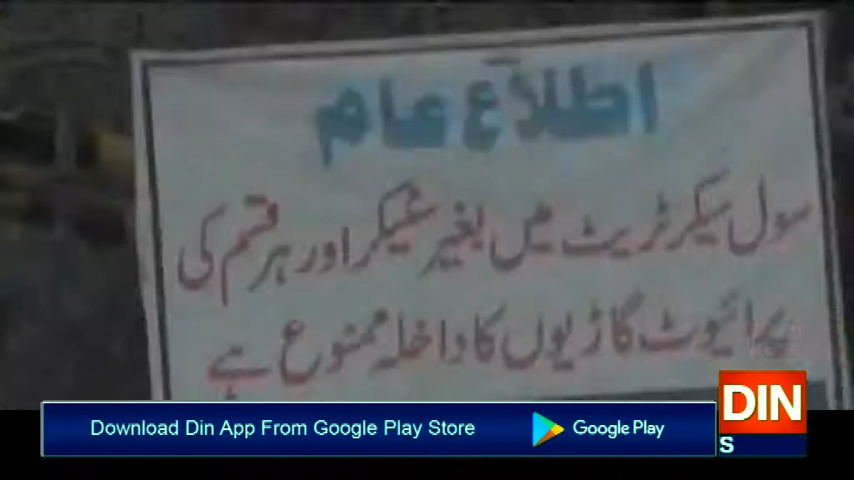 اطلاع عام
سول سیکرٹریٹ میں بغیر سٹیکر اور ہر قسم کی
پرائیوٹ گاڑیوں کا داخلہ ممنوع ہے
Download Din App From Google Play Store
Google Play
DIN
S